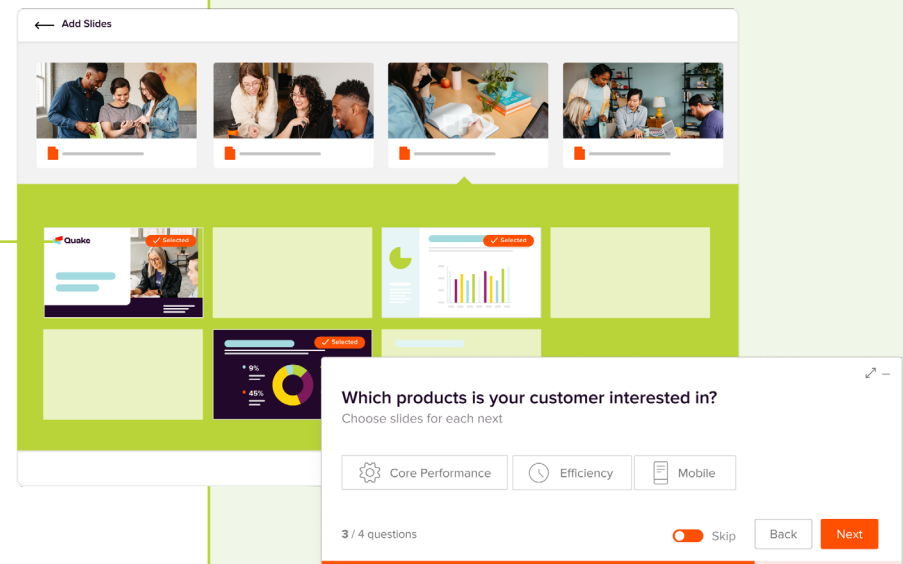 Add Slides
Quake
Selected
Selected
Selected
9%
45%
Which products is your customer interested in?
Choose slides for each next
Core Performance
Efficiency
Mobile
3 / 4 questions
Skip
Back
Next